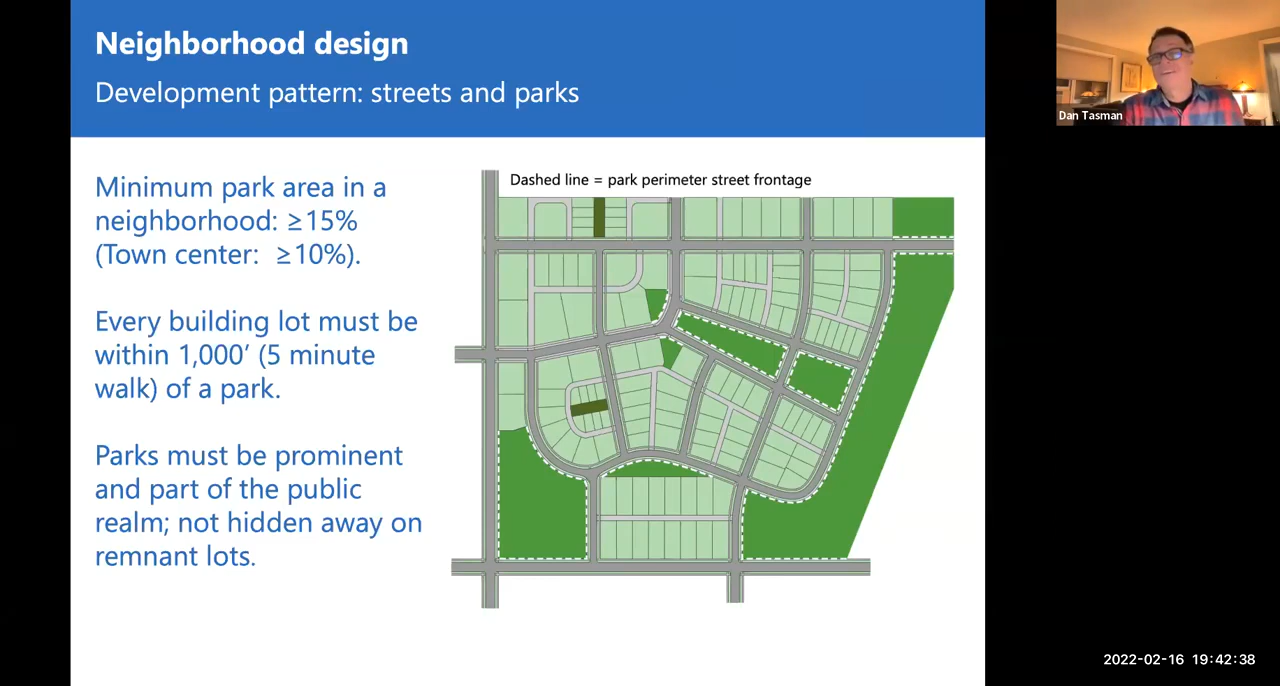 Neighborhood design
Development pattern: streets and parks
Minimum park area in a
neighborhood: ≥15%
(Town center:  ≥10%).
Every building lot must be
within 1,000’ (5 minute
walk) of a park.
Parks must be prominent
and part of the public
realm; not hidden away on
remnant lots.
Dashed line = park perimeter street frontage
Dan Tasman
2022-02-16 19:42:38